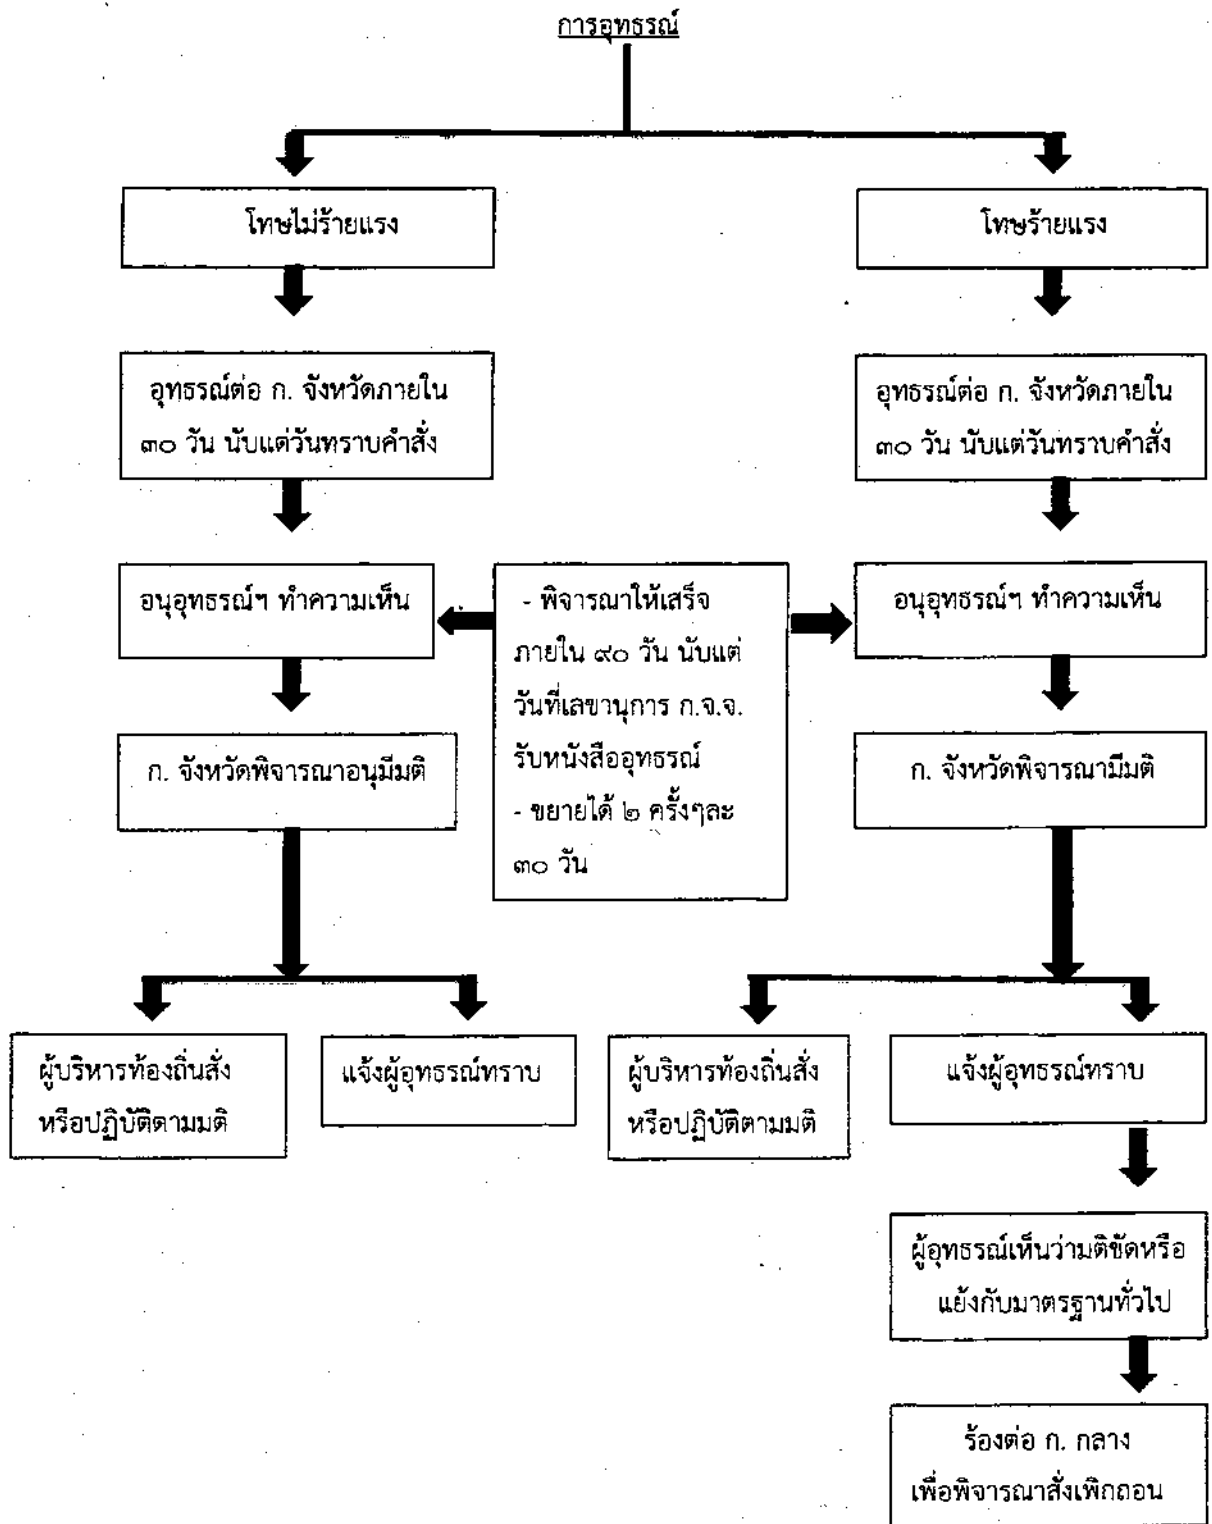 การอุทธรณ์
โทษไม่ร้ายแรง
โทษร้ายแรง
อุทธรณ์ต่อ ก. จังหวัดภายใน
๓๐ วัน นับแต่วันทราบคำสั่ง
อุทธรณ์ต่อ ก. จังหวัดภายใน
๓๐ วัน นับแต่วันทราบคำสั่ง
อนุอุทธรณ์ฯ ทำความเห็น
- พิจารณาให้เสร็จ
ภายใน ๙๐ วัน นับแต่
วันที่เลขานุการ ก.จ.จ.
รับหนังสืออุทธรณ์
- ขยายได้ ๒ ครั้งๆละ
๓๐ วัน
อนุอุทธรณ์ฯ ทำความเห็น
ก. จังหวัดพิจารณาอนุมีมติ
ก. จังหวัดพิจารณามีมติ
ผู้บริหารท้องถิ่นสั่ง
หรือปฏิบัติตามมติ
แจ้งผู้อุทธรณ์ทราบ
ผู้บริหารท้องถิ่นสั่ง
หรือปฏิบัติตามมติ
แจ้งผู้อุทธรณ์ทราบ
ผู้อุทธรณ์เห็นว่ามติขัดหรือ
แย้งกับมาตรฐานทั่วไป
ร้องต่อ ก. กลาง
เพื่อพิจารณาสั่งเพิกถอน